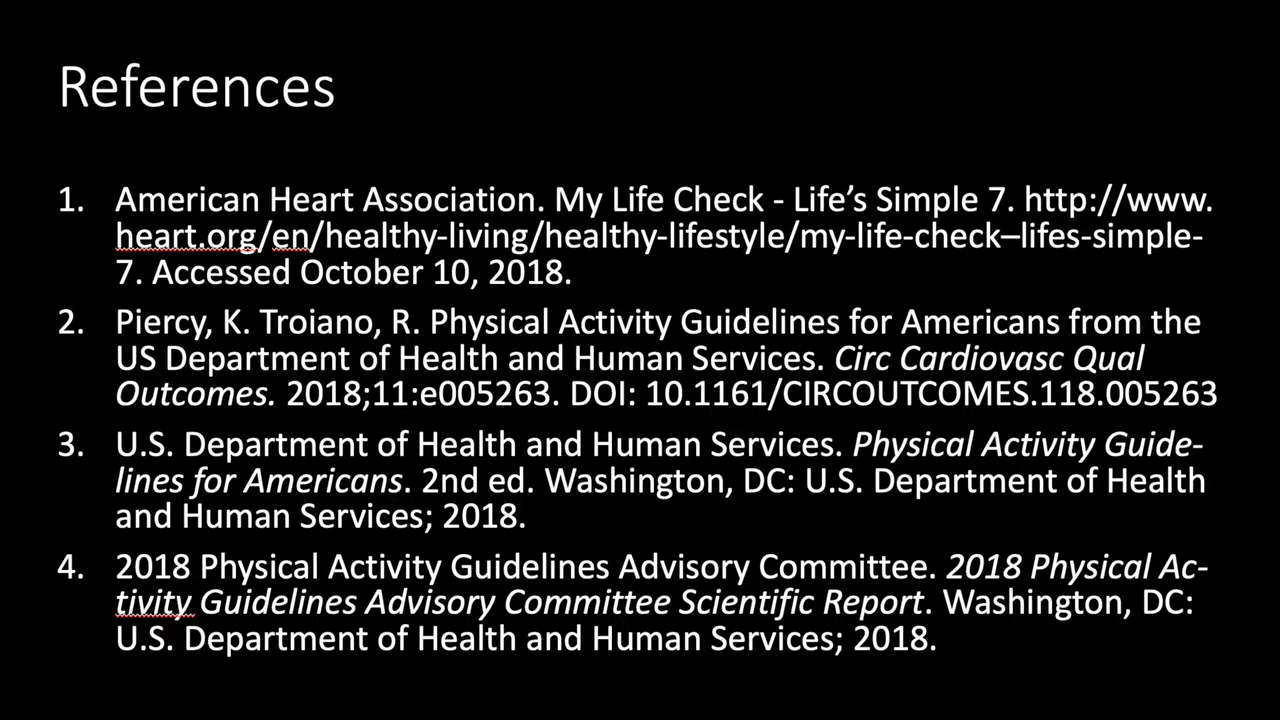 References
1. American Heart Association. My Life Check - Life’s Simple 7. http://www.
heart.org/en/healthy-living/healthy-lifestyle/my-life-check–lifes-simple-
7. Accessed October 10, 2018.
2. Piercy, K. Troiano, R. Physical Activity Guidelines for Americans from the
US Department of Health and Human Services. Circ Cardiovasc Qual
Outcomes. 2018;11:e005263. DOI: 10.1161/CIRCOUTCOMES.118.005263
3. U.S. Department of Health and Human Services. Physical Activity Guide-
lines for Americans. 2nd ed. Washington, DC: U.S. Department of Health
and Human Services; 2018.
4. 2018 Physical Activity Guidelines Advisory Committee. 2018 Physical Ac-
tivity Guidelines Advisory Committee Scientific Report. Washington, DC:
U.S. Department of Health and Human Services; 2018.